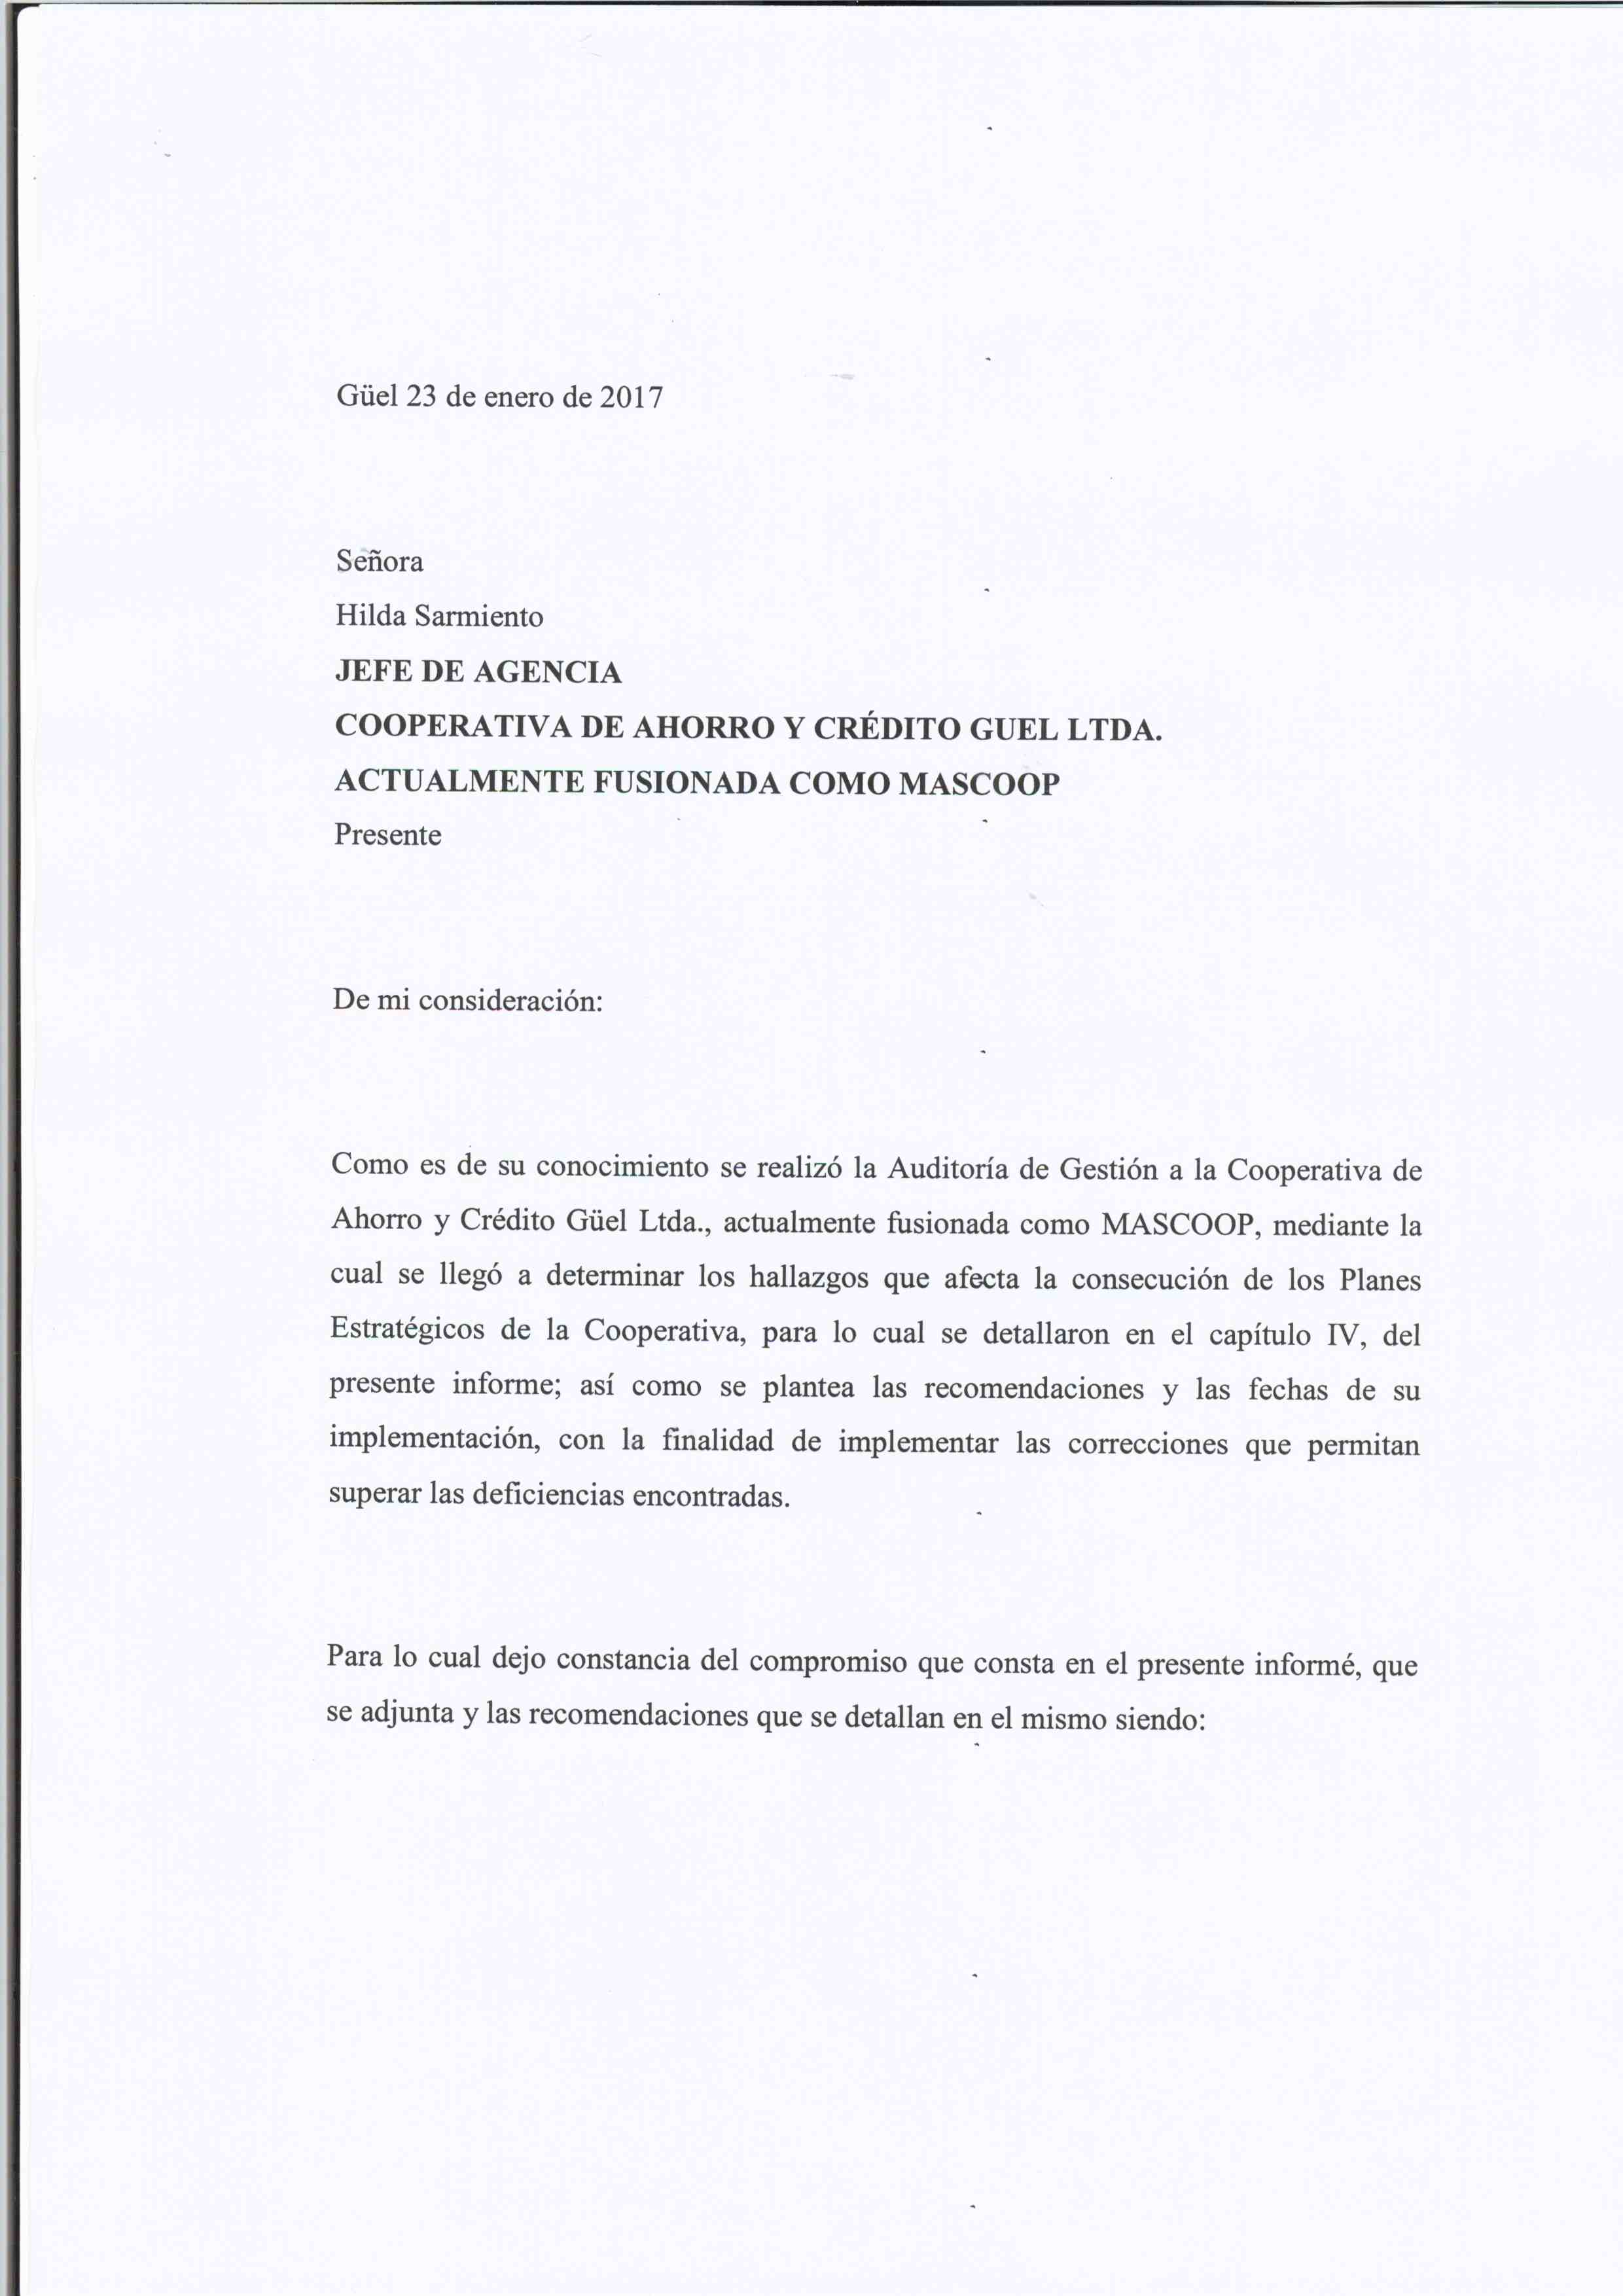 Güel 23 de enero de 2017
Señora
Hilda Sarmiento
JEFE DE AGENCIA
COOPERATIVA DE AHORRO Y CRÉDITO GUEL LTDA.
ACTUALMENTE FUSIONADA COMO MASCOOP
Presente
De mi consideración:
Como es de su conocimiento se realizó la Auditoría de Gestión a la Cooperativa de
Ahorro y Crédito Güel Ltda., actualmente fusionada como MASCOOP, mediante la
cual se llegó a determinar los hallazgos que afecta la consecución de los Planes
Estratégicos de la Cooperativa, para lo cual se detallaron en el capítulo IV, del
presente informe; así como se plantea las recomendaciones y las fechas de su
implementación, con la finalidad de implementar las correcciones que permitan
superar las deficiencias encontradas.
Para lo cual dejo constancia del compromiso que consta en el presente informé, que
se adjunta y las recomendaciones que se detallan en el mismo siendo: